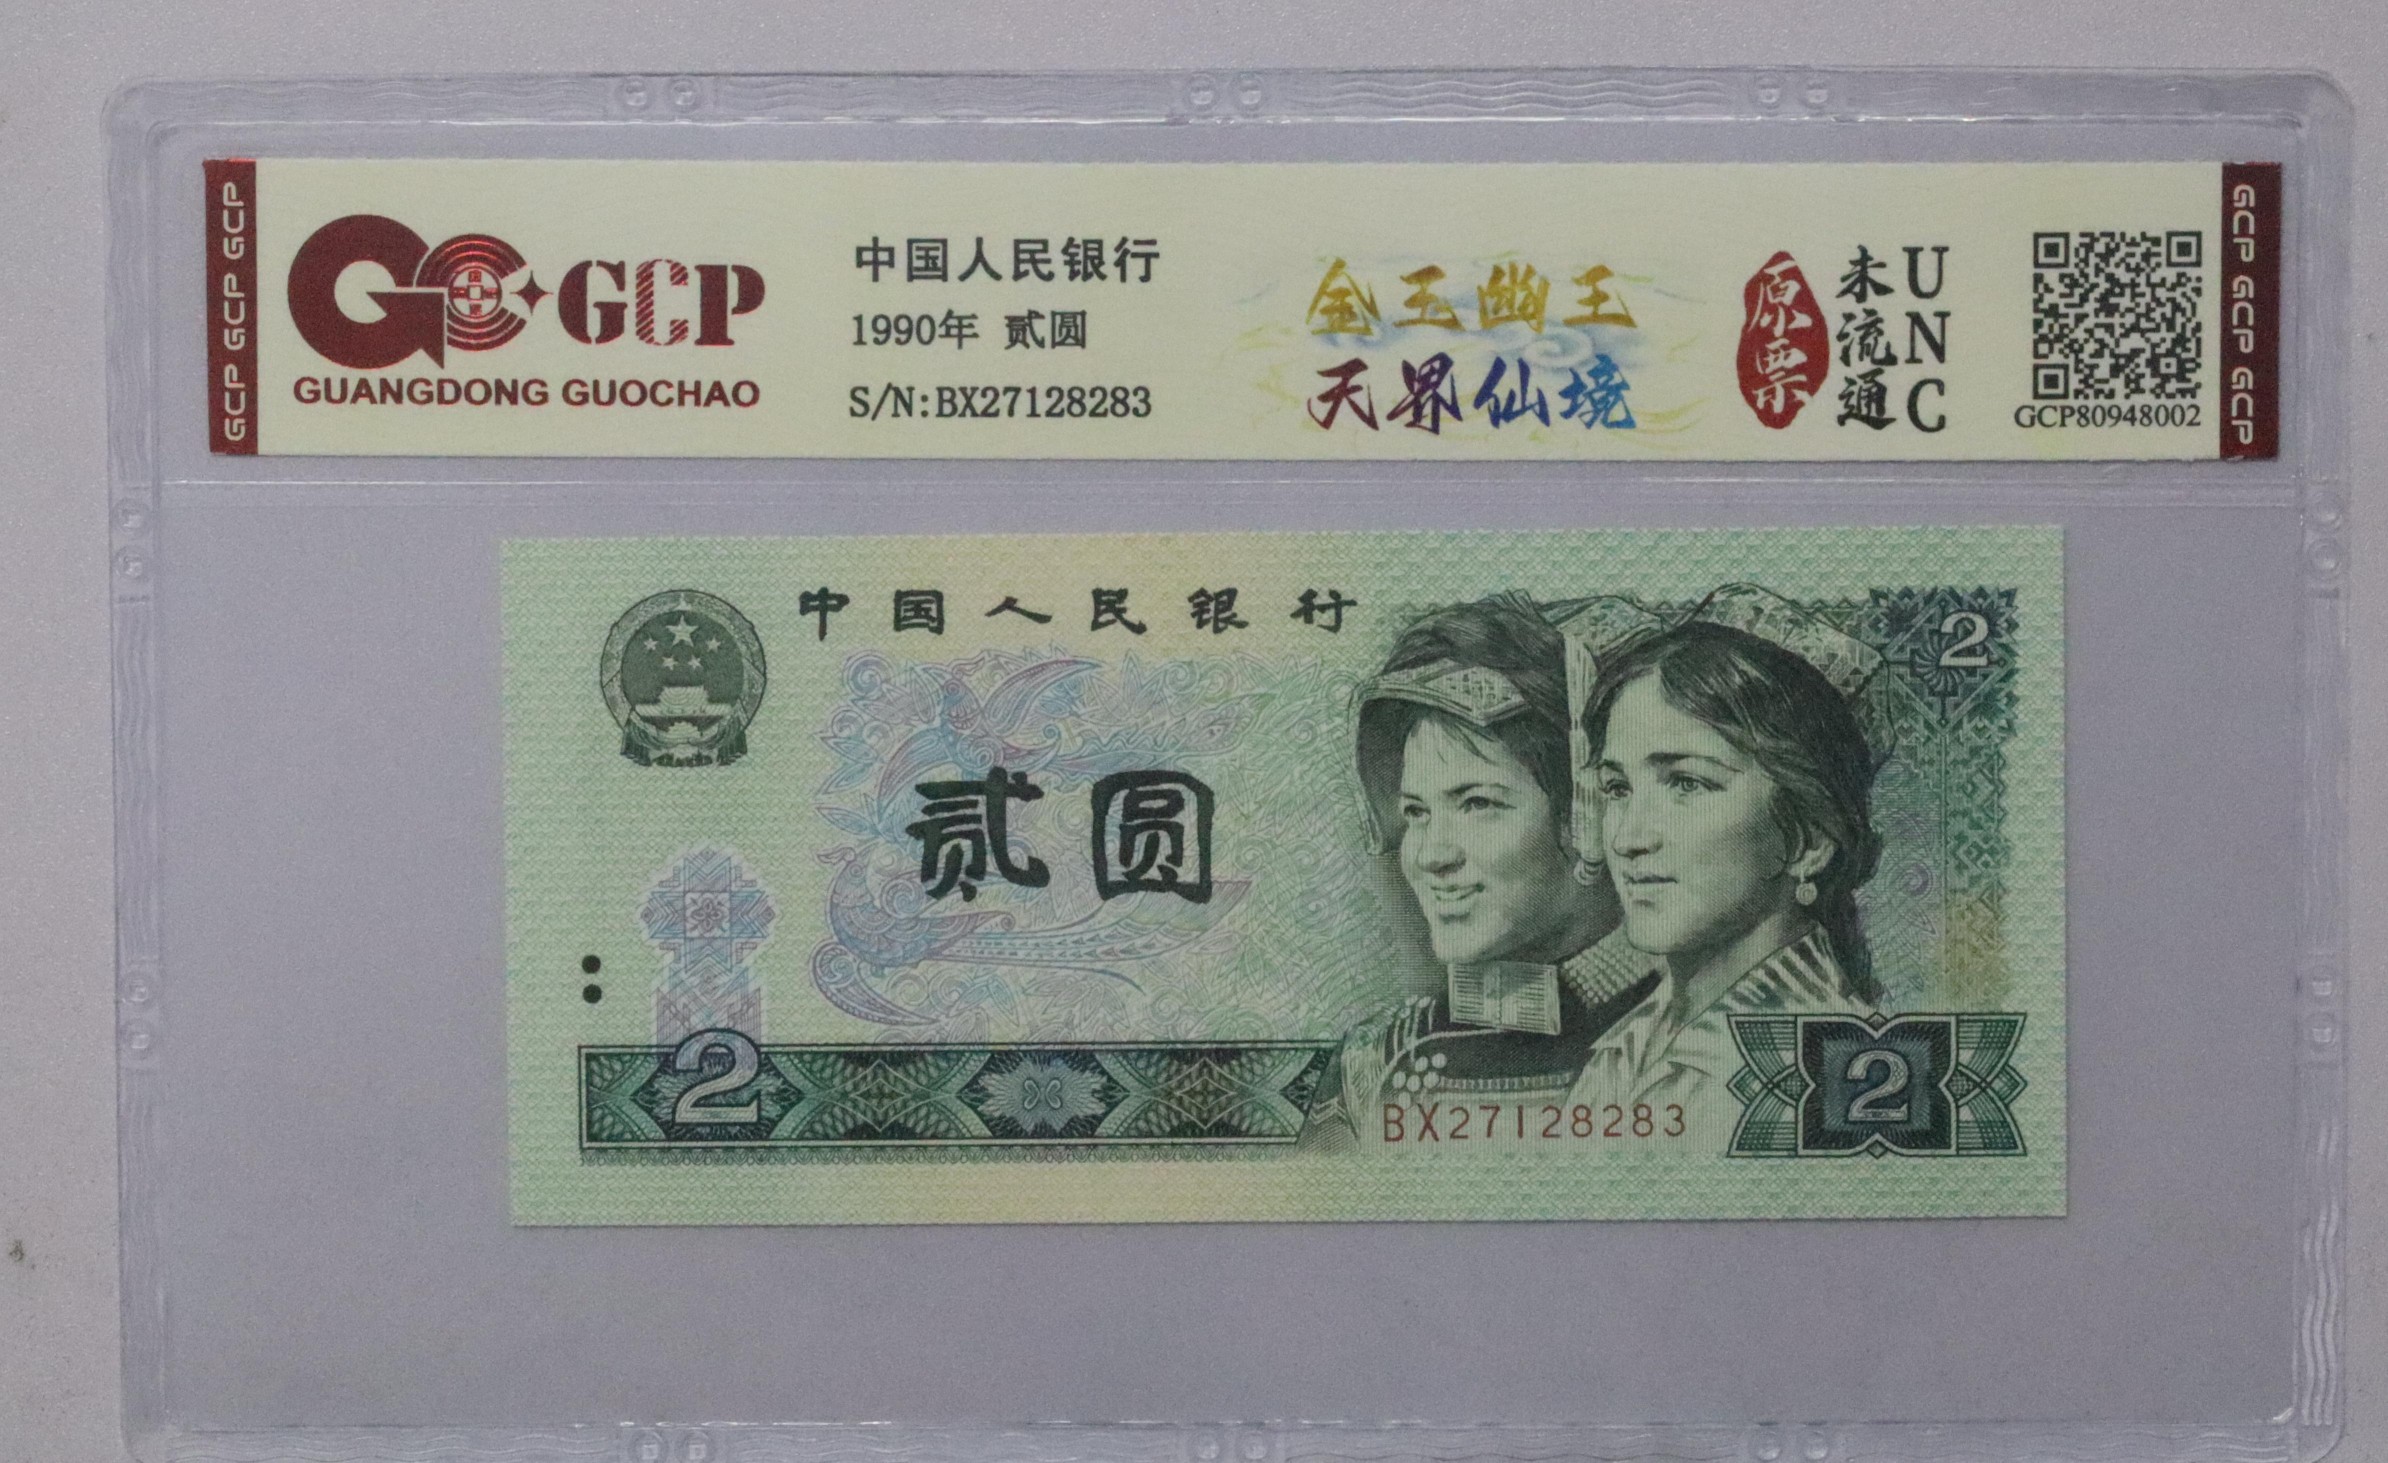 GCP GCP GCP
GCP
GUANGDONG GUOCHAO
中国人民银行
1990年 贰圆
S/N:BX27128283
金玉幽王
天界仙境
原票
未流通
UNC
GCP80948002
GCP GCP GCP
中国人民银行
2
贰圆
2
BX27128283
2